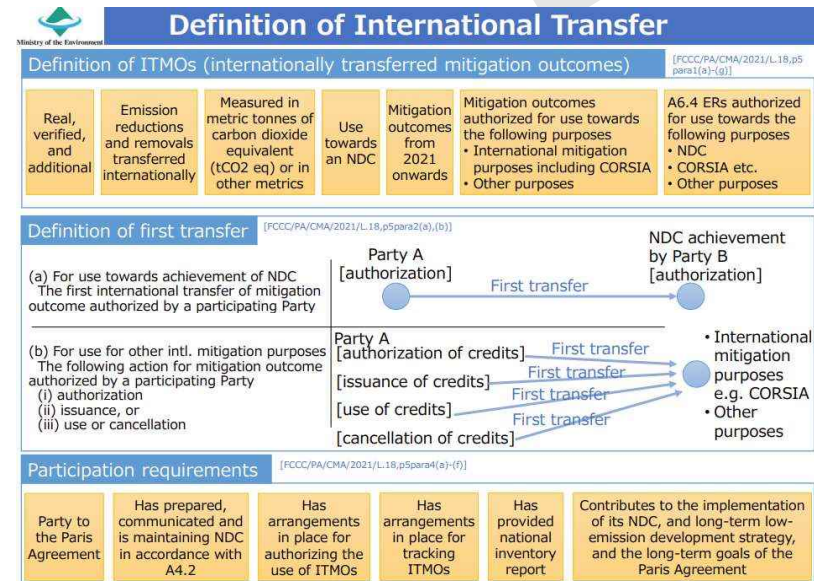 Ministry of the Environment
Definition of International Transfer
Definition of ITMOs (internationally transferred mitigation outcomes)
[FCCC/PA/CMA/2021/L.18,p5
para1(a)-(g)]
Real,
verified,
and
additional
Emission
reductions
and removals
transferred
internationally
Measured in
metric tonnes of
carbon dioxide
equivalent
(tCO2 eq) or in
other metrics
Use
towards
an NDC
Mitigation
outcomes
from
2021
onwards
Mitigation outcomes
authorized for use towards
the following purposes
• International mitigation
purposes including CORSIA
• Other purposes
A6.4 ERs authorized
for use towards the
following purposes
• NDC
• CORSIA etc.
• Other purposes
Definition of first transfer
[FCCC/PA/CMA/2021/L.18,p5para2(a),(b)]
(a) For use towards achievement of NDC
The first international transfer of mitigation
outcome authorized by a participating Party
Party A
[authorization]
First transfer
NDC achievement
by Party B
[authorization]
(b) For use for other intl. mitigation purposes
The following action for mitigation outcome
authorized by a participating Party
(i) authorization
(ii) issuance, or
(iii) use or cancellation
Party A
[authorization of credits]
First transfer
[issuance of credits]
First transfer
[use of credits]
First transfer
[cancellation of credits]
First transfer
• International
mitigation
purposes
e.g. CORSIA
• Other
purposes
Participation requirements
[FCCC/PA/CMA/2021/L.18,p5para4(a)-(f)]
Party to
the Paris
Agreement
Has prepared,
communicated and
is maintaining NDC
in accordance with
A4.2
Has
arrangements
in place for
authorizing the
use of ITMOs
Has
arrangements
in place for
tracking
ITMOs
Has
provided
national
inventory
report
Contributes to the implementation
of its NDC, and long-term low-
emission development strategy,
and the long-term goals of the
Paris Agreement